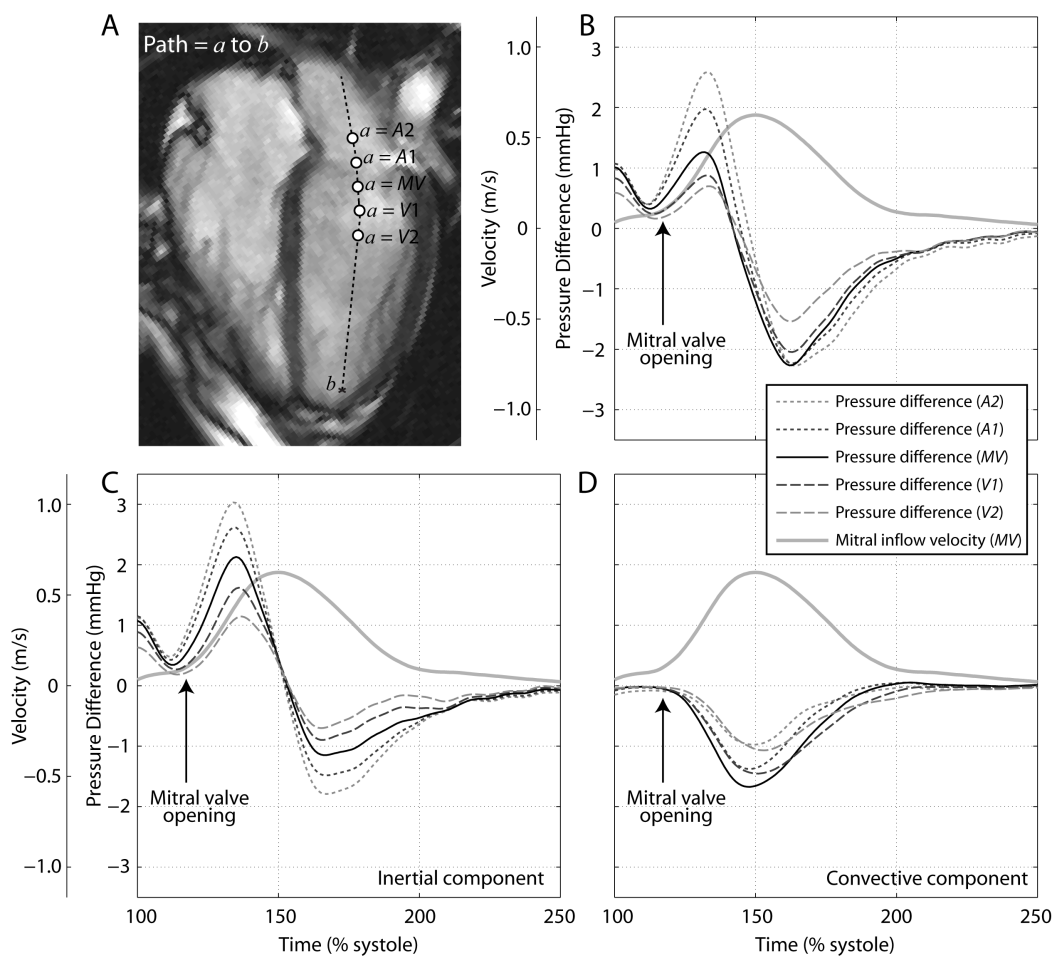 A
Path = a to b
a = A2
a = A1
a = MV
a = V1
a = V2
b
B
Velocity (m/s)
1.0
0.5
0
−0.5
−1.0
Pressure Difference (mmHg)
3
2
1
0
−1
−2
−3
Mitral valve
opening
Pressure difference (A2)
Pressure difference (A1)
Pressure difference (MV)
Pressure difference (V1)
Pressure difference (V2)
Mitral inflow velocity (MV)
C
Velocity (m/s)
1.0
0.5
0
−0.5
−1.0
Pressure Difference (mmHg)
3
2
1
0
−1
−2
−3
Mitral valve
opening
Inertial component
100
150
200
250
Time (% systole)
D
Mitral valve
opening
Convective component
100
150
200
250
Time (% systole)